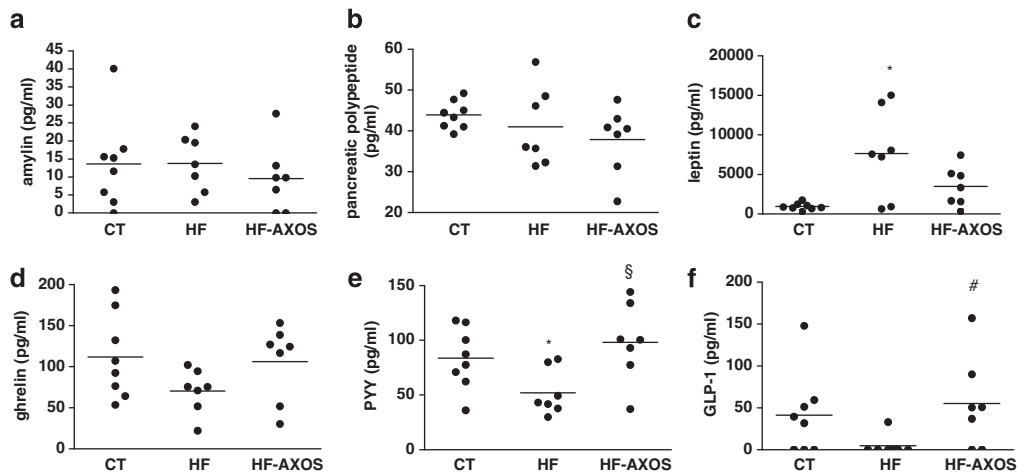 a
amylin (pg/ml)
45
40
35
30
25
20
15
10
5
0
CT HF HF-AXOS
b
pancreatic polypeptide
(pg/ml)
60
50
40
30
20
CT HF HF-AXOS
c
leptin (pg/ml)
20000
15000
10000
5000
0
*
CT HF HF-AXOS
d
ghrelin (pg/ml)
200
150
100
50
0
CT HF HF-AXOS
e
PYY (pg/ml)
150
100
50
0
*
§
CT HF HF-AXOS
f
GLP-1 (pg/ml)
200
150
100
50
0
#
CT HF HF-AXOS